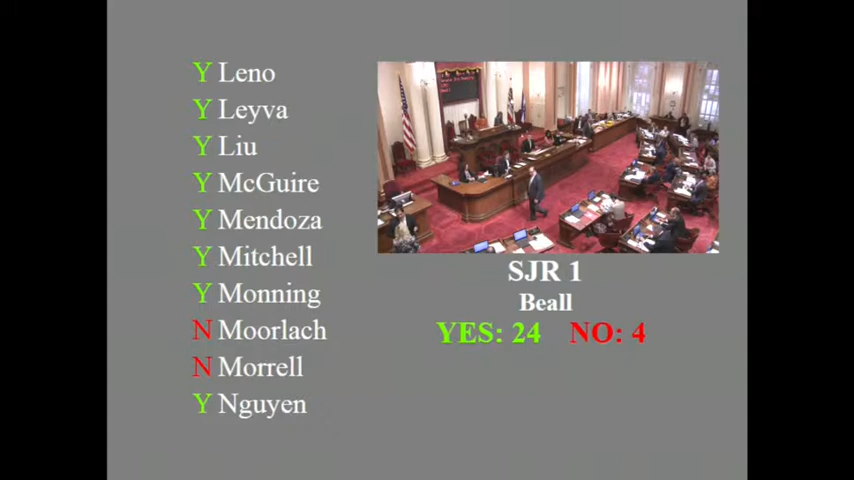 Y Leno
Y Leyva
Y Liu
Y McGuire
Y Mendoza
Y Mitchell
Y Monning
N Moorlach
N Morrell
Y Nguyen
SJR 1
Beall
YES: 24 NO: 4